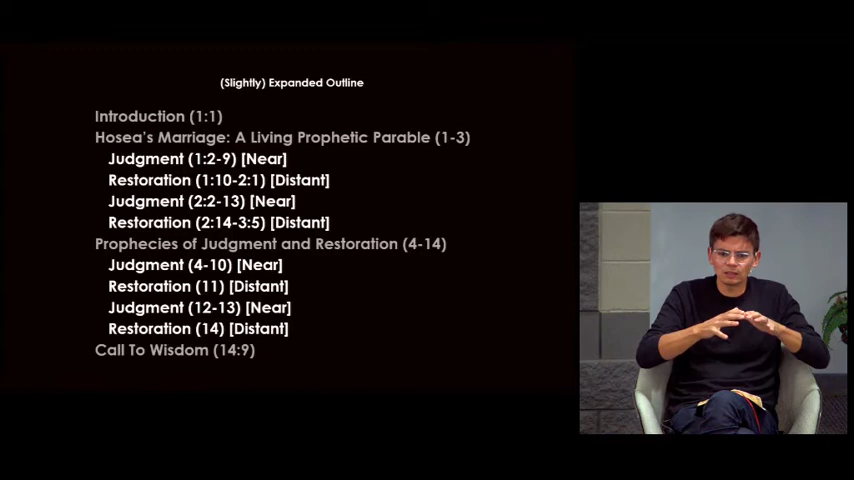 (Slightly) Expanded Outline
Introduction (1:1)
Hosea's Marriage: A Living Prophetic Parable (1-3)
Judgment (1:2-9) [Near]
Restoration (1:10-2:1) [Distant]
Judgment (2:2-13) [Near]
Restoration (2:14-3:5) [Distant]
Prophecies of Judgment and Restoration (4-14)
Judgment (4-10) [Near]
Restoration (11) [Distant]
Judgment (12-13) [Near]
Restoration (14) [Distant]
Call To Wisdom (14:9)